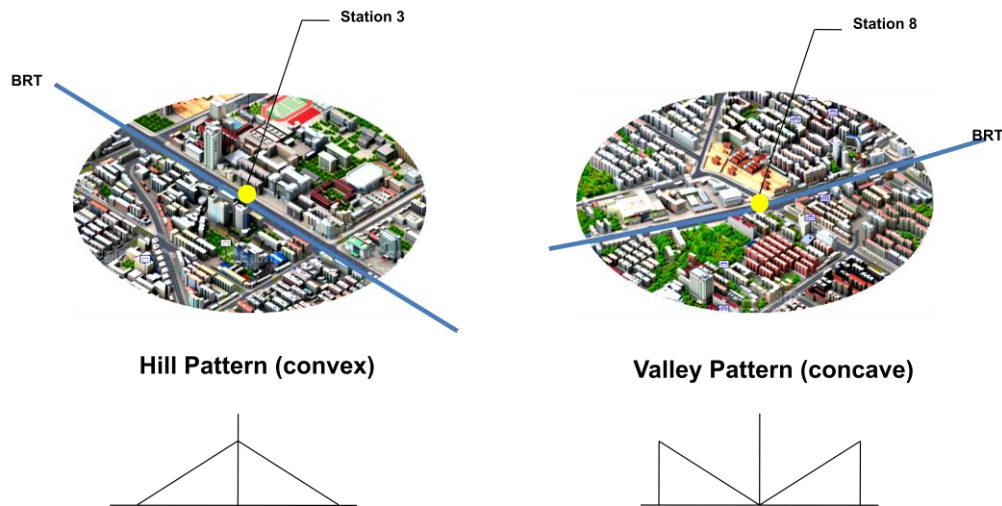 Station 3
Station 8
BRT
BRT
Hill Pattern (convex)
Valley Pattern (concave)